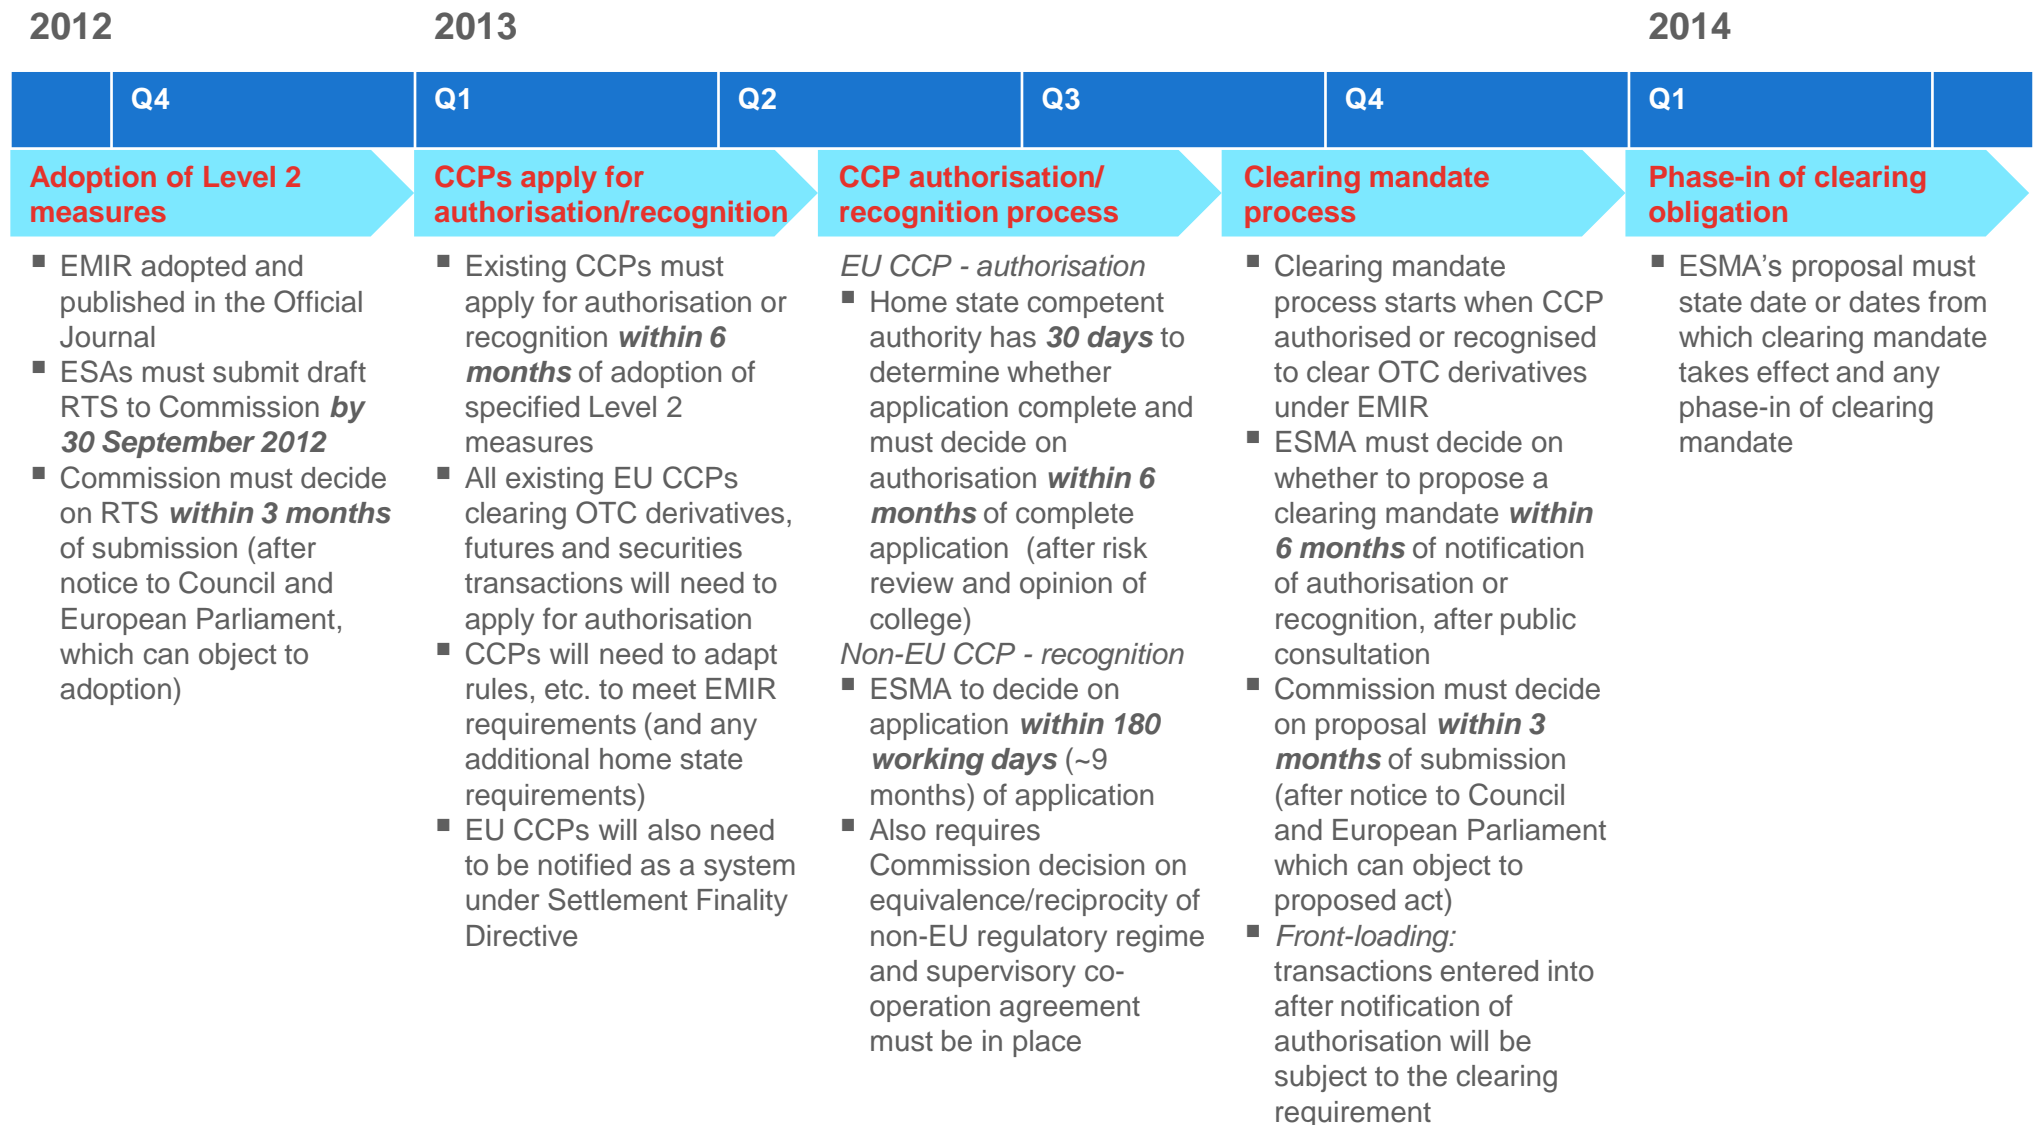 2012
2013
2014
Q4
Q1
Q2
Q3
Q4
Q1
Adoption of Level 2
measures
▪ EMIR adopted and
published in the Official
Journal
▪ ESAs must submit draft
RTS to Commission by
30 September 2012
▪ Commission must decide
on RTS within 3 months
of submission (after
notice to Council and
European Parliament,
which can object to
adoption)
CCPs apply for
authorisation/recognition
▪ Existing CCPs must
apply for authorisation or
recognition within 6
months of adoption of
specified Level 2
measures
▪ All existing EU CCPs
clearing OTC derivatives,
futures and securities
transactions will need to
apply for authorisation
▪ CCPs will need to adapt
rules, etc. to meet EMIR
requirements (and any
additional home state
requirements)
▪ EU CCPs will also need
to be notified as a system
under Settlement Finality
Directive
CCP authorisation/
recognition process
EU CCP - authorisation
▪ Home state competent
authority has 30 days to
determine whether
application complete and
must decide on
authorisation within 6
months of complete
application (after risk
review and opinion of
college)
Non-EU CCP - recognition
▪ ESMA to decide on
application within 180
working days (~9
months) of application
▪ Also requires
Commission decision on
equivalence/reciprocity of
non-EU regulatory regime
and supervisory co-
operation agreement
must be in place
Clearing mandate
process
▪ Clearing mandate
process starts when CCP
authorised or recognised
to clear OTC derivatives
under EMIR
▪ ESMA must decide on
whether to propose a
clearing mandate within
6 months of notification
of authorisation or
recognition, after public
consultation
▪ Commission must decide
on proposal within 3
months of submission
(after notice to Council
and European Parliament
which can object to
proposed act)
▪ Front-loading:
transactions entered into
after notification of
authorisation will be
subject to the clearing
requirement
Phase-in of clearing
obligation
▪ ESMA's proposal must
state date or dates from
which clearing mandate
takes effect and any
phase-in of clearing
mandate